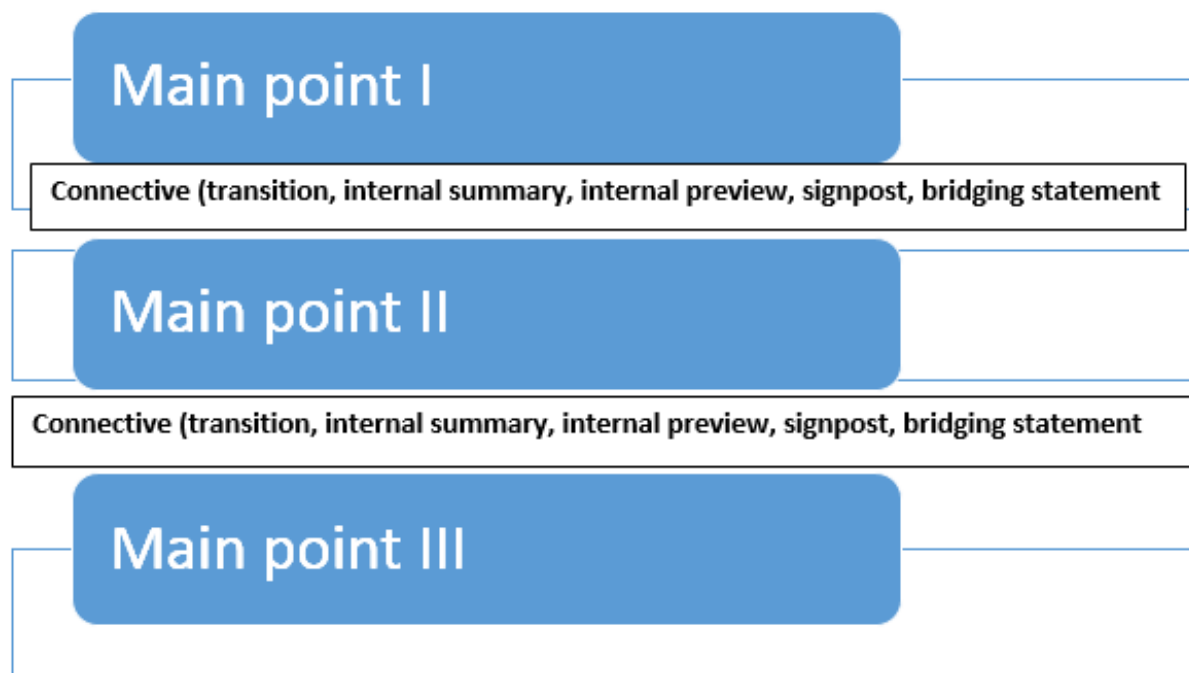 Main point I
Connective (transition, internal summary, internal preview, signpost, bridging statement
Main point II
Connective (transition, internal summary, internal preview, signpost, bridging statement
Main point III